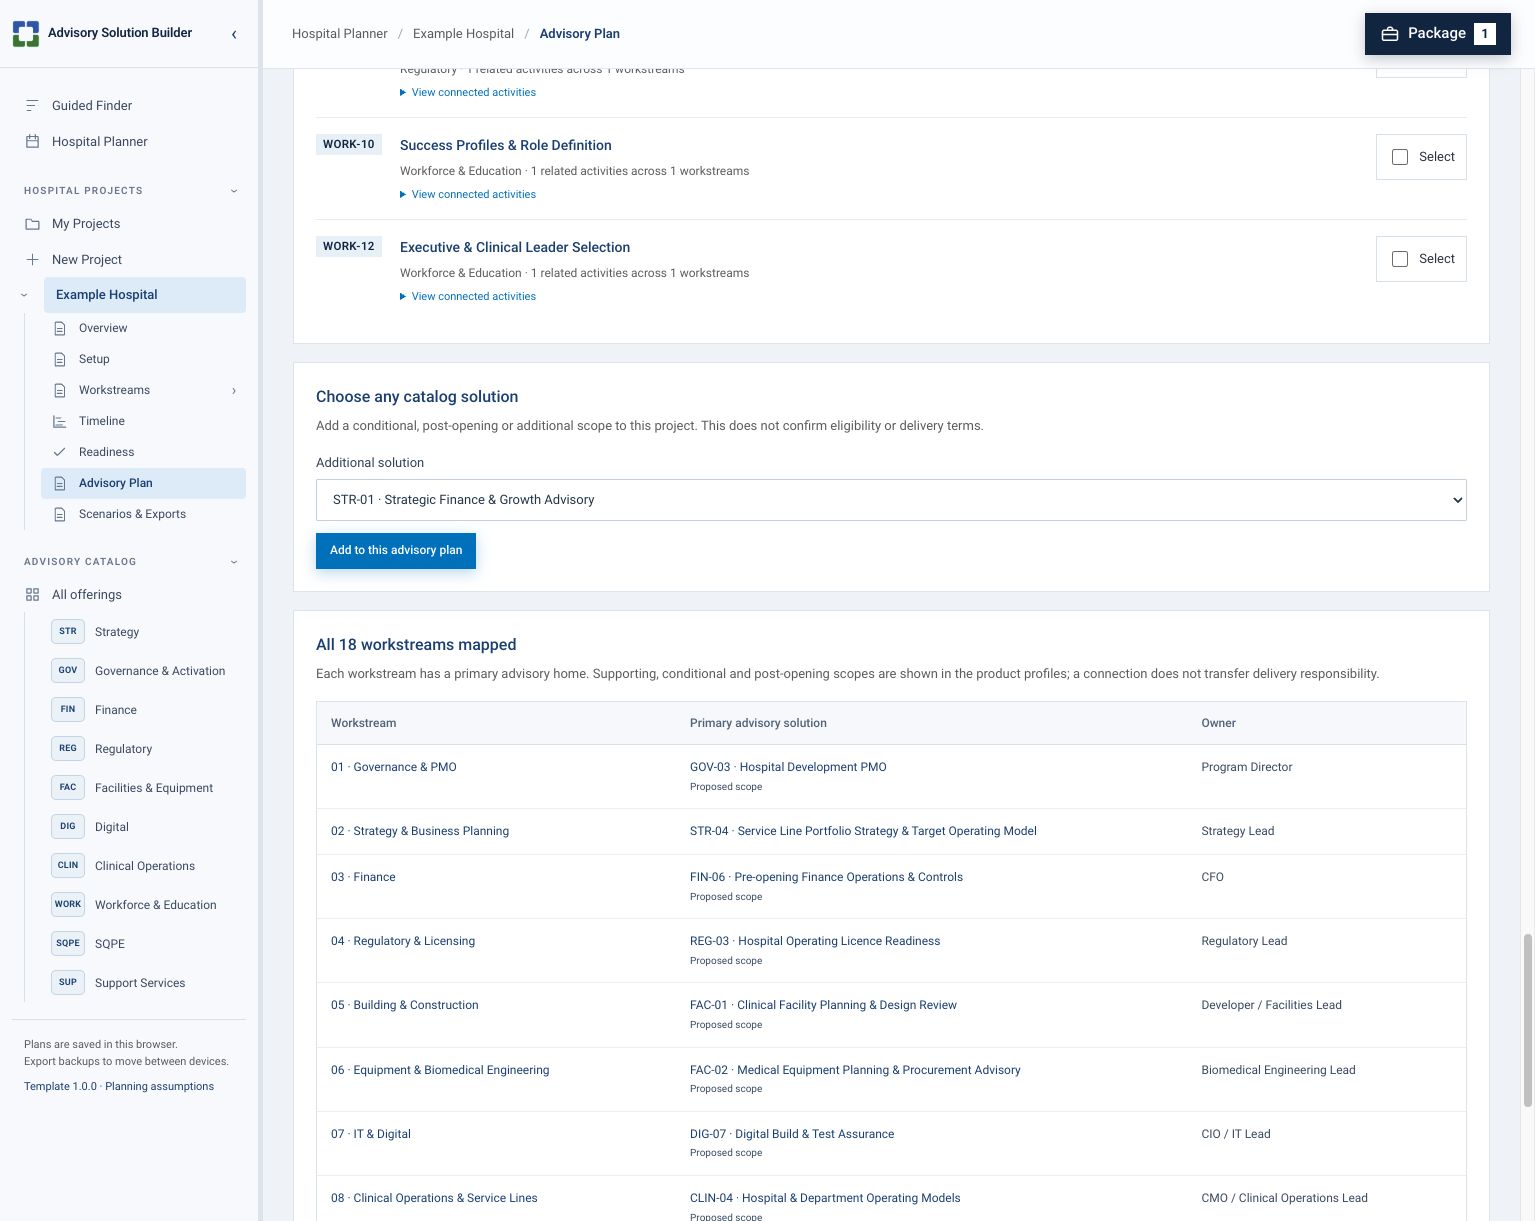 Advisory Solution Builder
Guided Finder
Hospital Planner
HOSPITAL PROJECTS
My Projects
New Project
Example Hospital
Overview
Setup
Workstreams
Timeline
Readiness
Advisory Plan
Scenarios & Exports
ADVISORY CATALOG
All offerings
STR Strategy
GOV Governance & Activation
FIN Finance
REG Regulatory
FAC Facilities & Equipment
DIG Digital
CLIN Clinical Operations
WORK Workforce & Education
SQPE SQPE
SUP Support Services
Plans are saved in this browser.
Export backups to move between devices.
Template 1.0.0 · Planning assumptions
Hospital Planner / Example Hospital / Advisory Plan
Package 1
Regulatory · 1 related activities across 1 workstreams
View connected activities
WORK-10 Success Profiles & Role Definition
Select
Workforce & Education · 1 related activities across 1 workstreams
View connected activities
WORK-12 Executive & Clinical Leader Selection
Select
Workforce & Education · 1 related activities across 1 workstreams
View connected activities
Choose any catalog solution
Add a conditional, post-opening or additional scope to this project. This does not confirm eligibility or delivery terms.
Additional solution
STR-01 · Strategic Finance & Growth Advisory
Add to this advisory plan
All 18 workstreams mapped
Each workstream has a primary advisory home. Supporting, conditional and post-opening scopes are shown in the product profiles; a connection does not transfer delivery responsibility.
Workstream Primary advisory solution Owner
01 · Governance & PMO GOV-03 · Hospital Development PMO Program Director
Proposed scope
02 · Strategy & Business Planning STR-04 · Service Line Portfolio Strategy & Target Operating Model Strategy Lead
03 · Finance FIN-06 · Pre-opening Finance Operations & Controls CFO
Proposed scope
04 · Regulatory & Licensing REG-03 · Hospital Operating Licence Readiness Regulatory Lead
Proposed scope
05 · Building & Construction FAC-01 · Clinical Facility Planning & Design Review Developer / Facilities Lead
Proposed scope
06 · Equipment & Biomedical Engineering FAC-02 · Medical Equipment Planning & Procurement Advisory Biomedical Engineering Lead
Proposed scope
07 · IT & Digital DIG-07 · Digital Build & Test Assurance CIO / IT Lead
Proposed scope
08 · Clinical Operations & Service Lines CLIN-04 · Hospital & Department Operating Models CMO / Clinical Operations Lead
Proposed scope